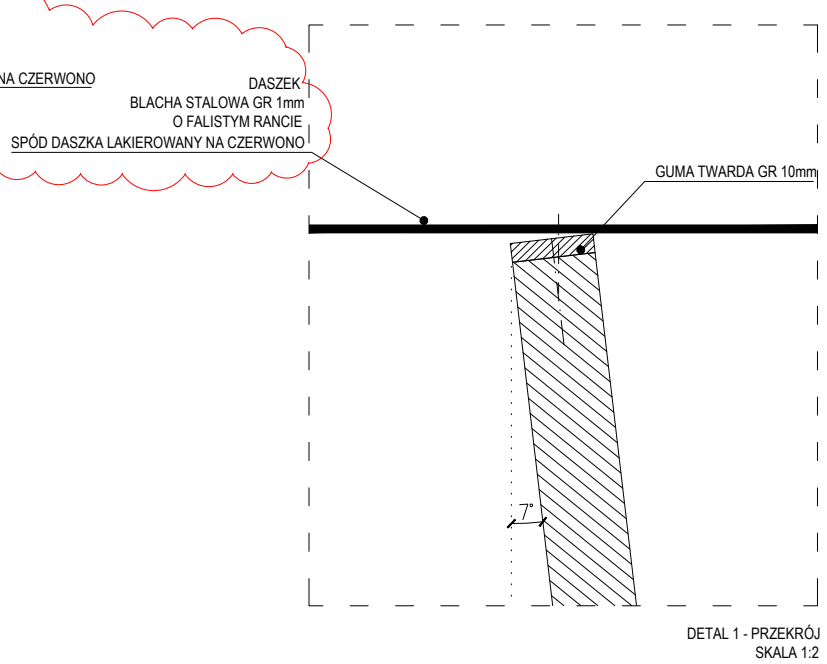 NA CZERWONO
DASZEK
BLACHA STALOWA GR 1mm
O FALISTYM RANCIE
SPÓD DASZKA LAKIEROWANY NA CZERWONO
GUMA TWARDA GR 10mm
7°
DETAL 1 - PRZEKRÓJ
SKALA 1:2